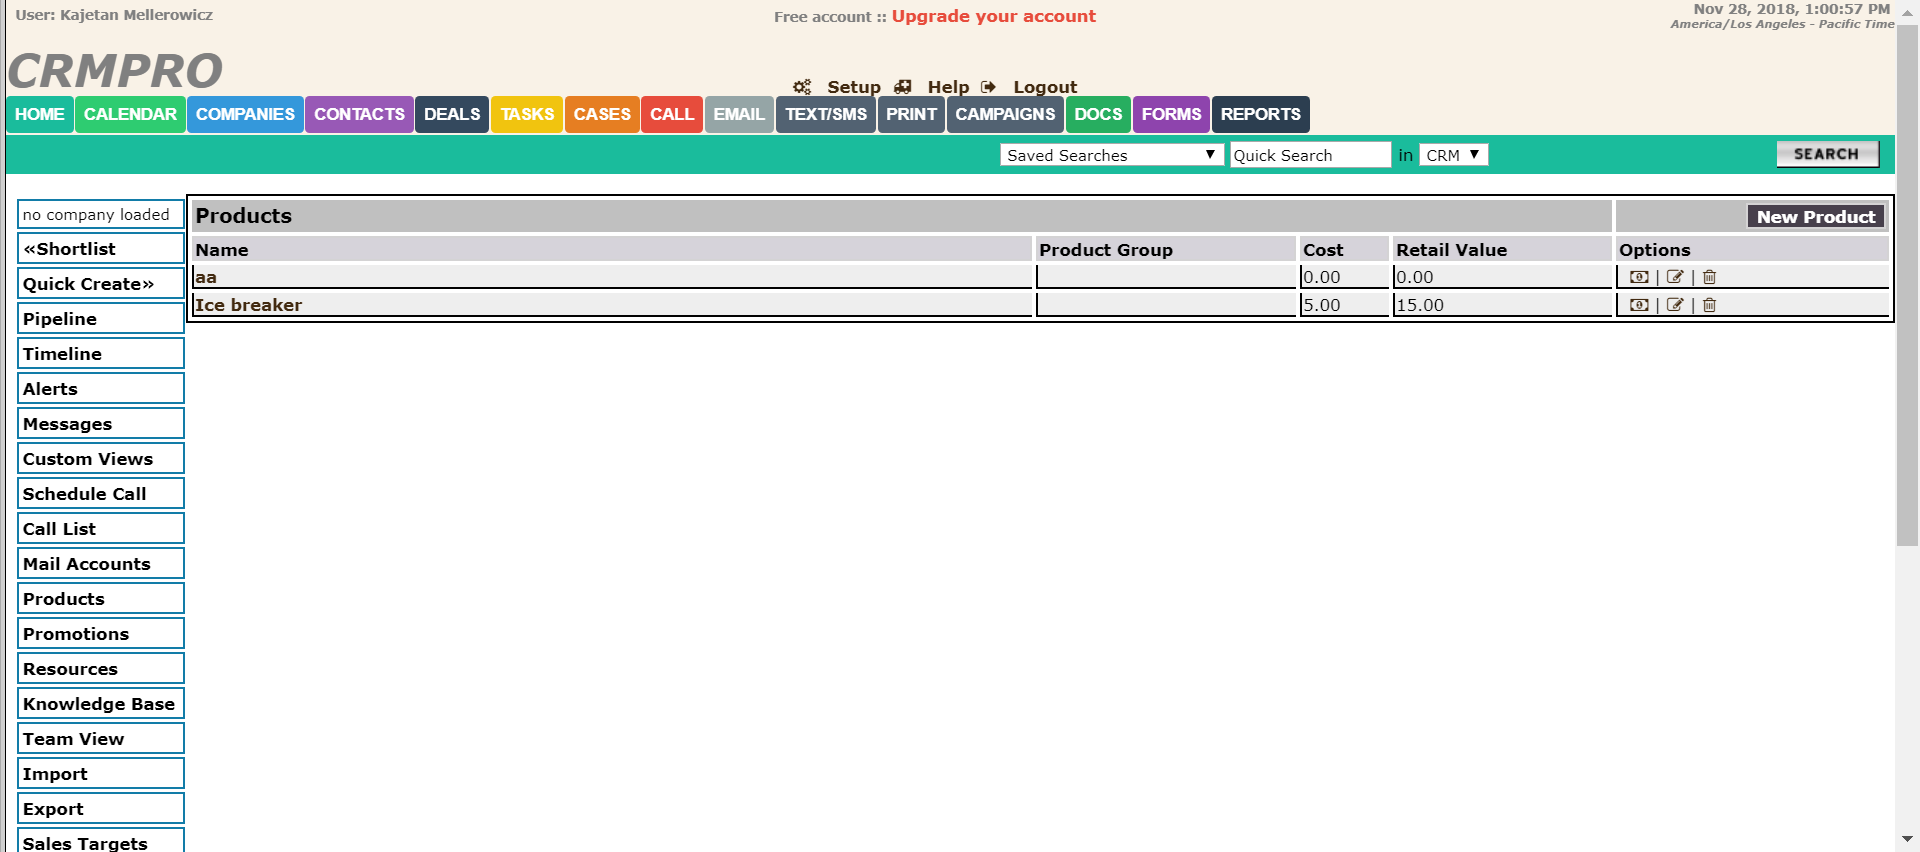 User: Kajetan Mellerowicz
Free account :: Upgrade your account
Nov 28, 2018, 1:00:57 PM
America/Los Angeles - Pacific Time
CRMPRO
Setup Help Logout
HOME CALENDAR COMPANIES CONTACTS DEALS TASKS CASES CALL EMAIL TEXT/SMS PRINT CAMPAIGNS DOCS FORMS REPORTS
Saved Searches Quick Search in CRM SEARCH
no company loaded
«Shortlist
Quick Create»
Pipeline
Timeline
Alerts
Messages
Custom Views
Schedule Call
Call List
Mail Accounts
Products
Promotions
Resources
Knowledge Base
Team View
Import
Export
Sales Targets
Products New Product
Name Product Group Cost Retail Value Options
aa 0.00 0.00 | |
Ice breaker 5.00 15.00 | |